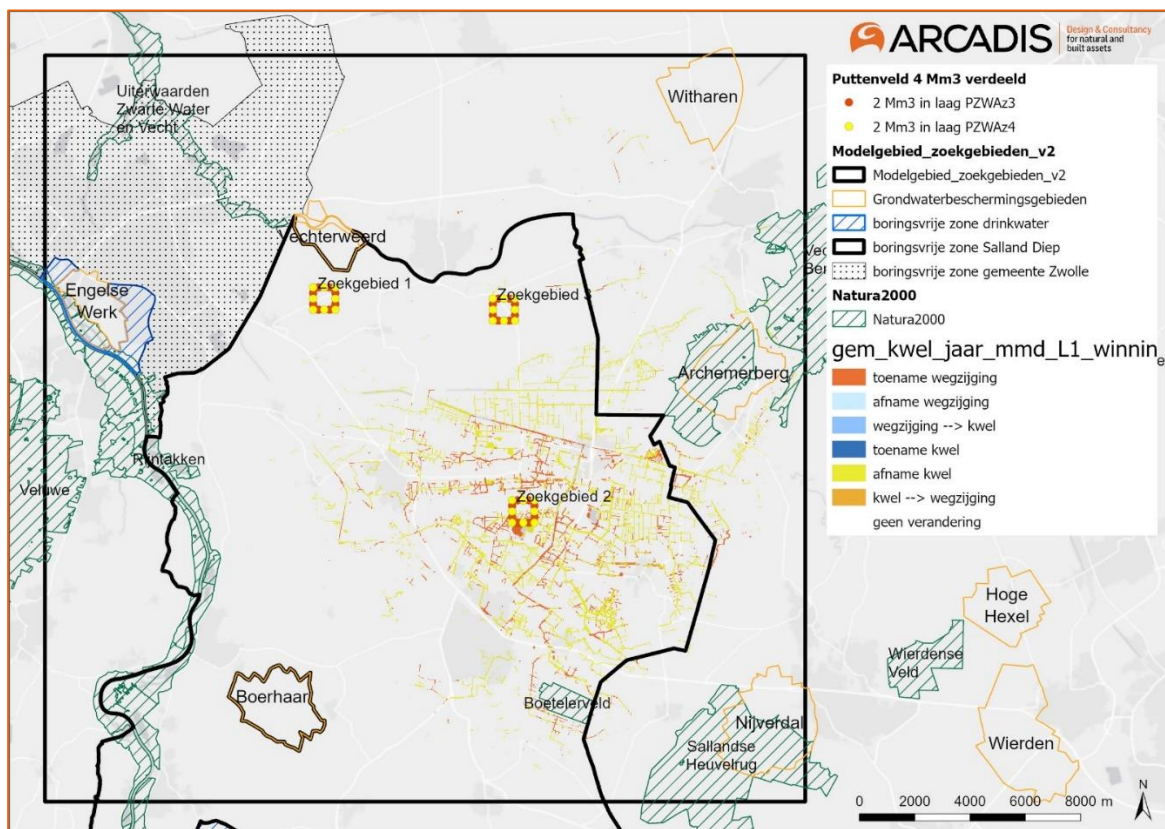 ARCADIS
Design & Consultancy
for natural and
built assets
Puttenveld 4 Mm3 verdeeld
2 Mm3 in laag PZWAz3
2 Mm3 in laag PZWAz4
Modelgebied_zoekgebieden_v2
Modelgebied_zoekgebieden_v2
Grondwaterbeschermingsgebieden
boringsvrije zone drinkwater
boringsvrije zone Salland Diep
boringsvrije zone gemeente Zwolle
Natura2000
Natura2000
gem_kwel_jaar_mmd_L1_winnin
toename wegzijging
afname wegzijging
wegzijging --> kwel
toename kwel
afname kwel
kwel --> wegzijging
geen verandering
Uiterwaarden
Zwarte Water
en Vecht
Witharen
Vechterweerd
Zoekgebied 1
Zoekgebied 3
Engelse
Werk
Archemerberg
Rijntakken
Veluwe
Zoekgebied 2
Hoge
Hexel
Wierdense
Veld
Boerhaar
Boetelerveld
Nijverdal
Sallandse
Heuvelrug
Wierden
N
0 2000 4000 6000 8000 m